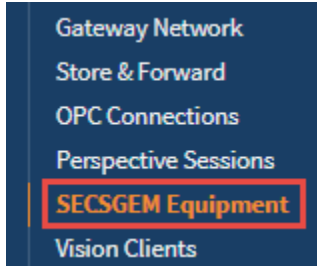 Gateway Network
Store & Forward
OPC Connections
Perspective Sessions
SECSGEM Equipment
Vision Clients